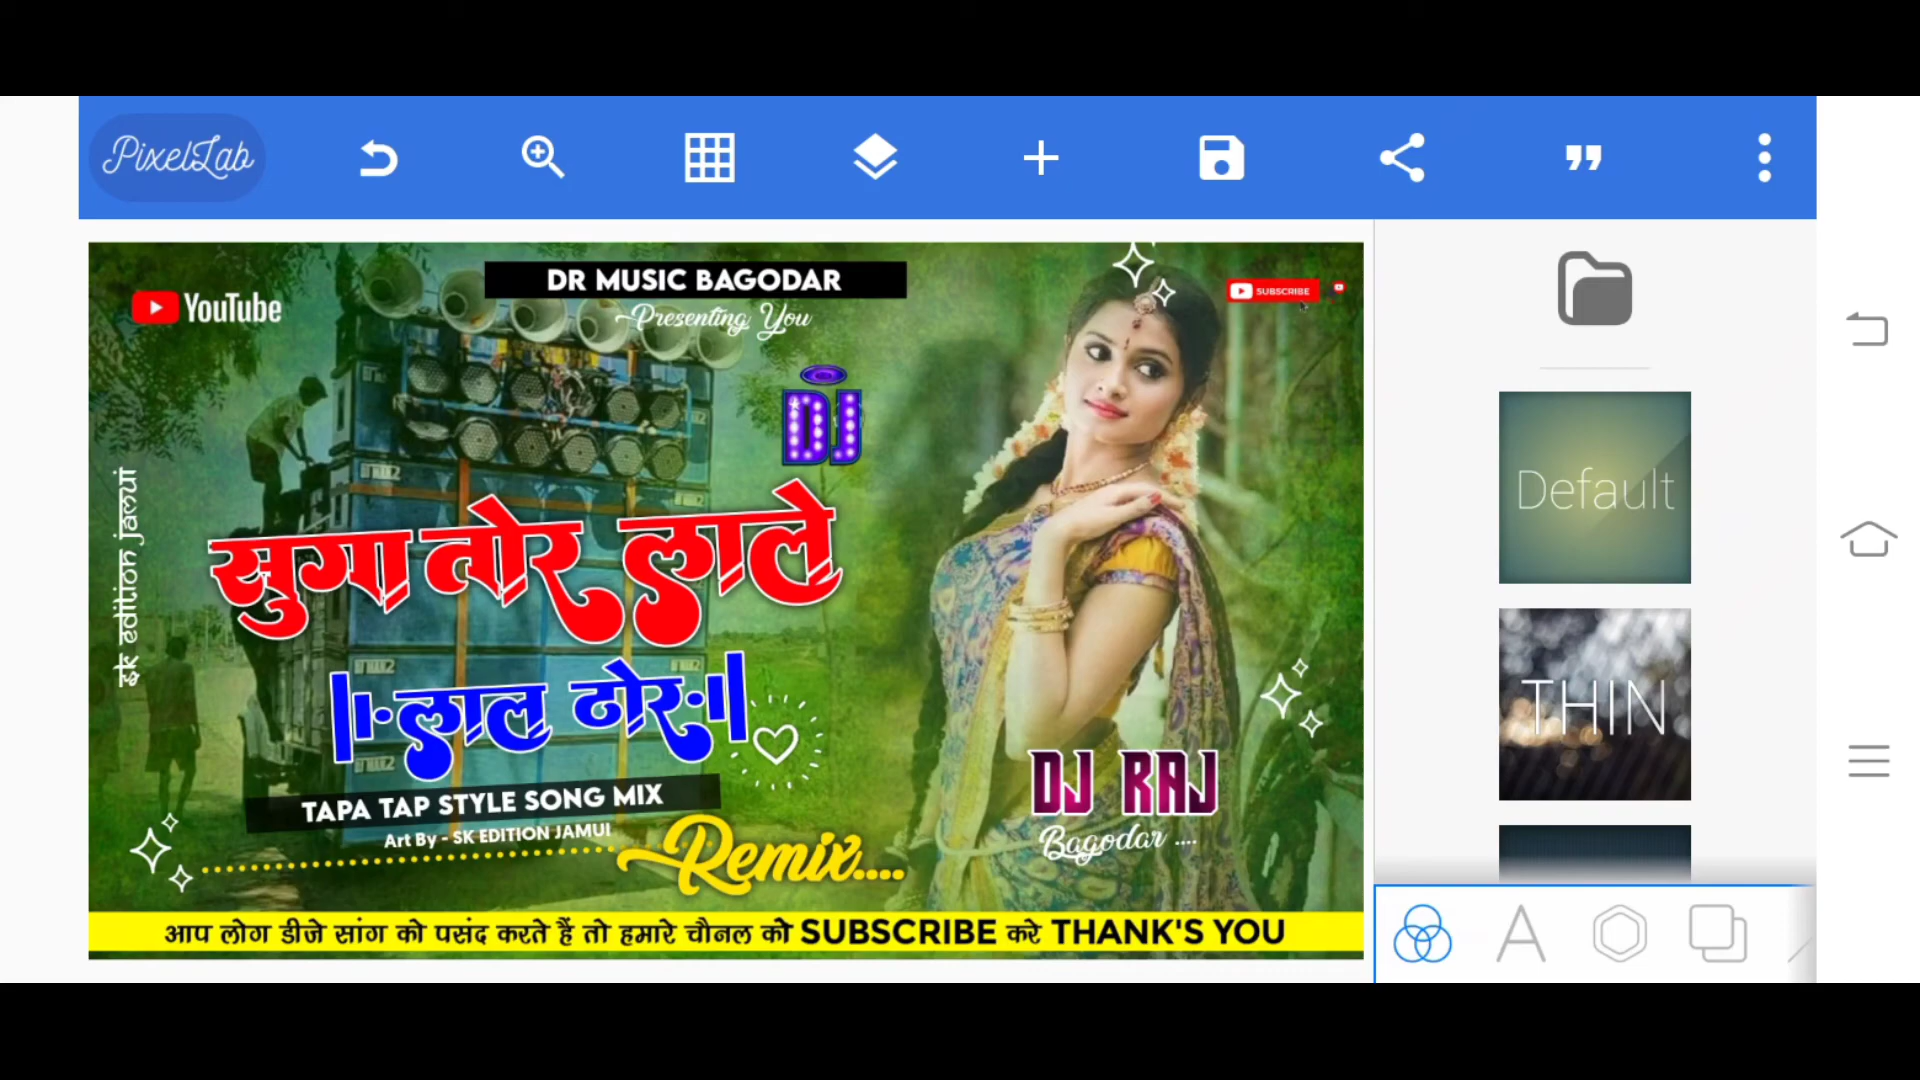 PixelLab
DR MUSIC BAGODAR
Presenting You
YouTube
SUBSCRIBE
DJ
sk edition jamui
सुगा तोर लाले
लाल ठोर
TAPA TAP STYLE SONG MIX
Art By - SK EDITION JAMUI
Remix....
DJ RAJ
Bagodar ....
आप लोग डीजे सांग को पसंद करते हैं तो हमारे चौनल को SUBSCRIBE करे THANK'S YOU
Default
THIN